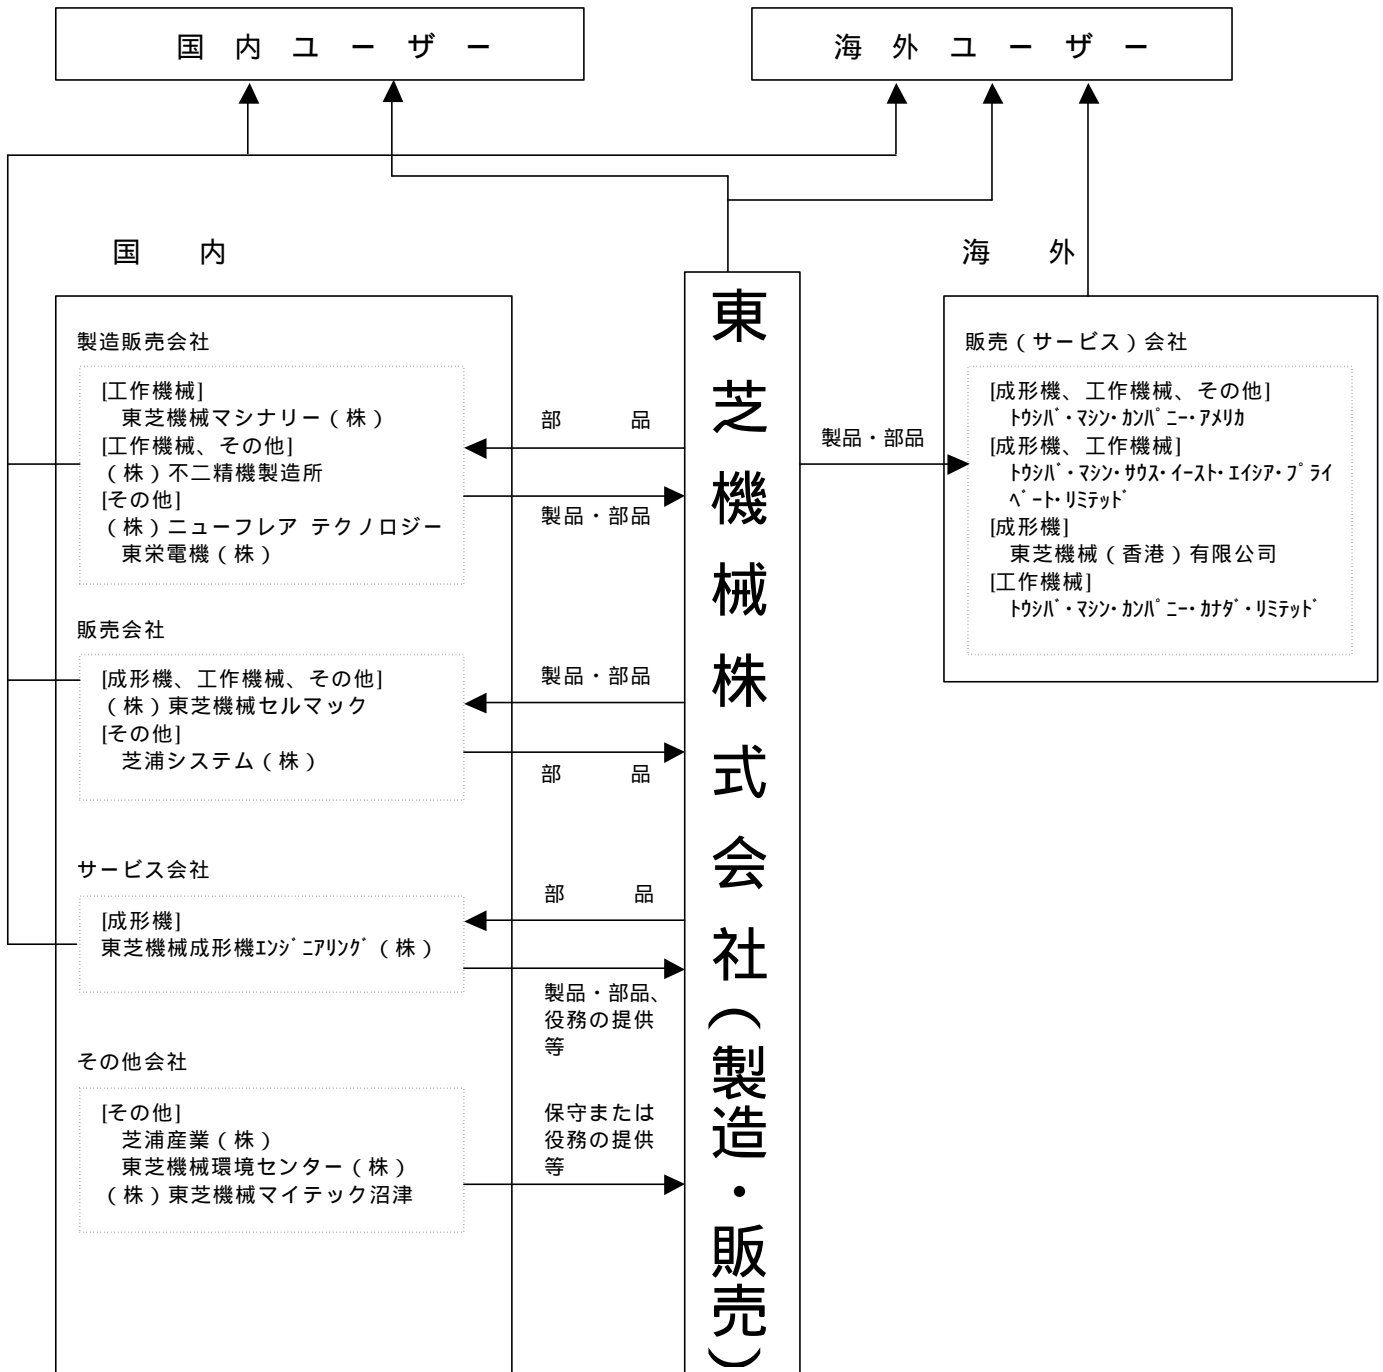 国内ユーザー
海外ユーザー
国　内
海　外
製造販売会社
[工作機械]
東芝機械マシナリー（株）
[工作機械、その他]
（株）不二精機製造所
[その他]
（株）ニューフレア テクノロジー
東栄電機（株）
部　品
製品・部品
販売会社
[成形機、工作機械、その他]
（株）東芝機械セルマック
[その他]
芝浦システム（株）
製品・部品
部　品
サービス会社
[成形機]
東芝機械成形機ｴﾝｼﾞﾆｱﾘﾝｸﾞ（株）
部　品
製品・部品、
役務の提供
等
その他会社
[その他]
芝浦産業（株）
東芝機械環境センター（株）
（株）東芝機械マイテック沼津
保守または
役務の提供
等
東芝機械株式会社（製造・販売）
製品・部品
販売（サービス）会社
[成形機、工作機械、その他]
ﾄｳｼﾊﾞ・ﾏｼﾝ・ｶﾝﾊﾟﾆｰ・ｱﾒﾘｶ
[成形機、工作機械]
ﾄｳｼﾊﾞ・ﾏｼﾝ・ｻｳｽ・ｲｰｽﾄ・ｴｲｼｱ・ﾌﾟﾗｲ
ﾍﾞｰﾄ・ﾘﾐﾃｯﾄﾞ
[成形機]
東芝機械（香港）有限公司
[工作機械]
ﾄｳｼﾊﾞ・ﾏｼﾝ・ｶﾝﾊﾟﾆｰ・ｶﾅﾀﾞ・ﾘﾐﾃｯﾄﾞ